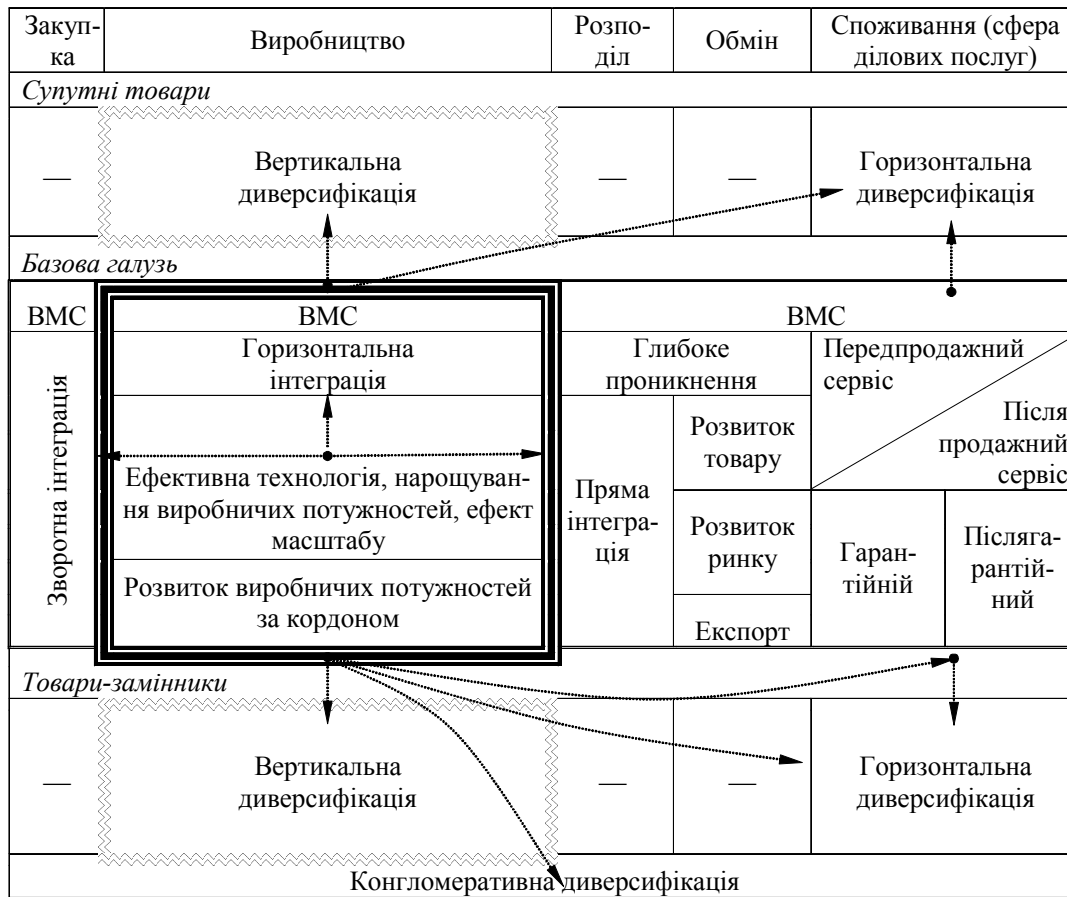 Закуп-
ка
Виробництво
Розпо-
діл
Обмін
Споживання (сфера
ділових послуг)
Супутні товари
—
Вертикальна
диверсифікація
—
—
Горизонтальна
диверсифікація
Базова галузь
ВМС
ВМС
ВМС
Зворотна інтеграція
Горизонтальна
інтеграція
Ефективна технологія, нарощуван-
ня виробничих потужностей, ефект
масштабу
Розвиток виробничих потужностей
за кордоном
Глибоке
проникнення
Пряма
інтегра-
ція
Розвиток
товару
Розвиток
ринку
Експорт
Передпродажний
сервіс
Після
продажний
сервіс
Гаран-
тійній
Післяга-
рантій-
ний
Товари-замінники
—
Вертикальна
диверсифікація
—
—
Горизонтальна
диверсифікація
Конгломеративна диверсифікація